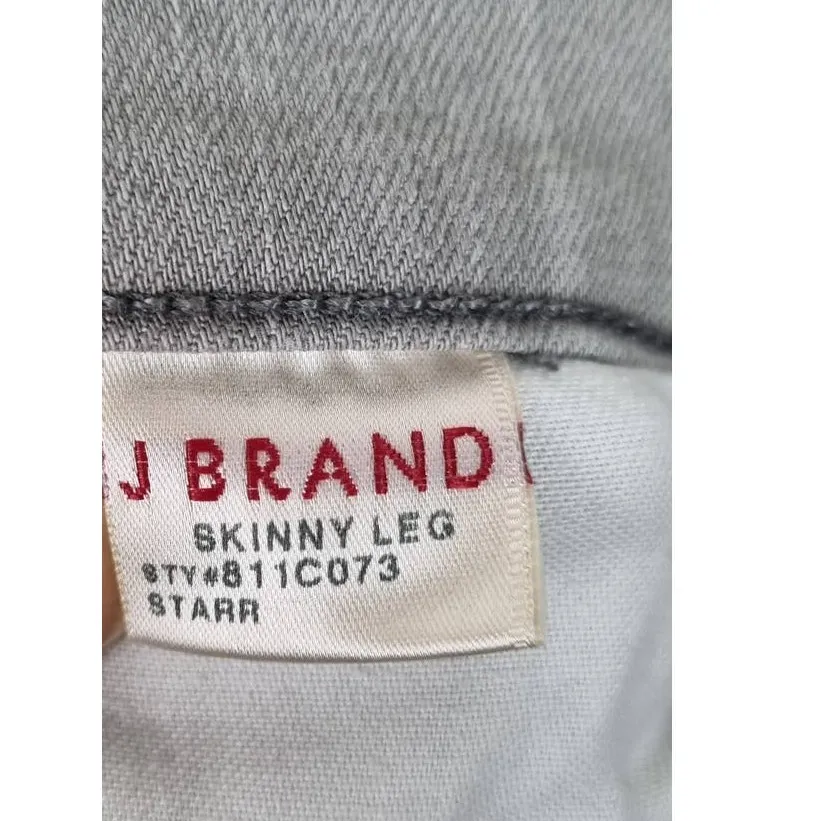 J BRAND
SKINNY LEG
STY#811C073
STARR